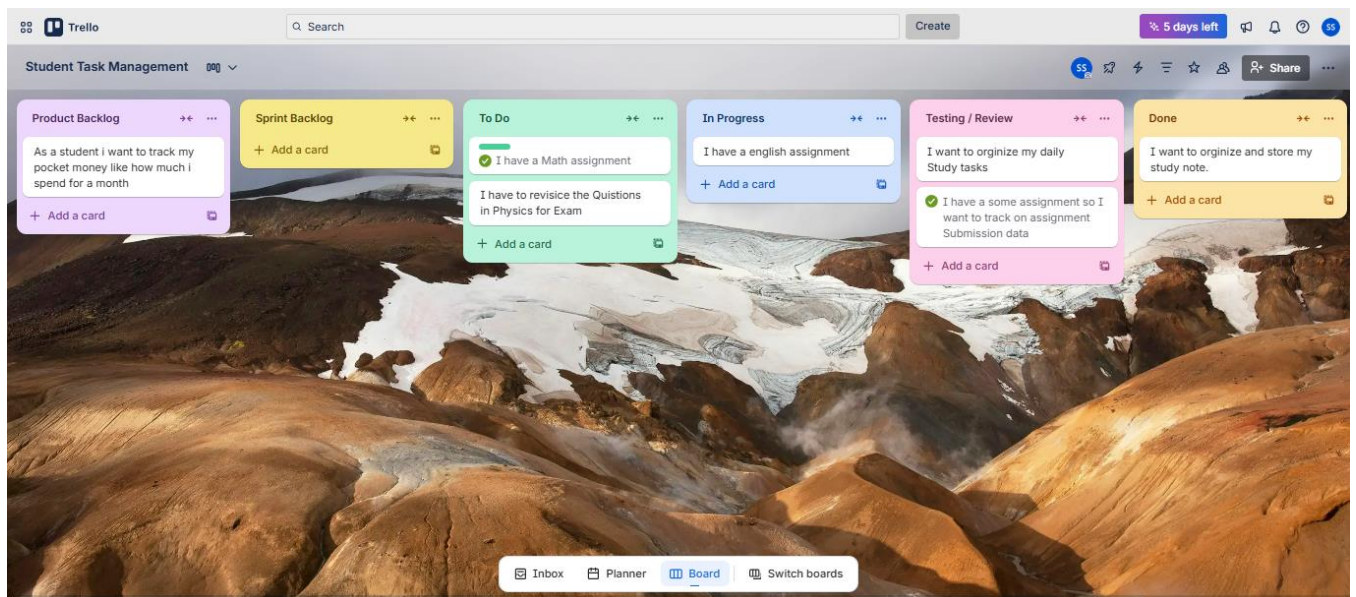 Trello
Search
Create
5 days left
SS
Student Task Management
SS
Share
Product Backlog
As a student i want to track my
pocket money like how much i
spend for a month
+ Add a card
Sprint Backlog
+ Add a card
To Do
I have a Math assignment
I have to revisice the Quistions
in Physics for Exam
+ Add a card
In Progress
I have a english assignment
+ Add a card
Testing / Review
I want to orginize my daily
Study tasks
I have a some assignment so I
want to track on assignment
Submission data
+ Add a card
Done
I want to orginize and store my
study note.
+ Add a card
Inbox
Planner
Board
Switch boards